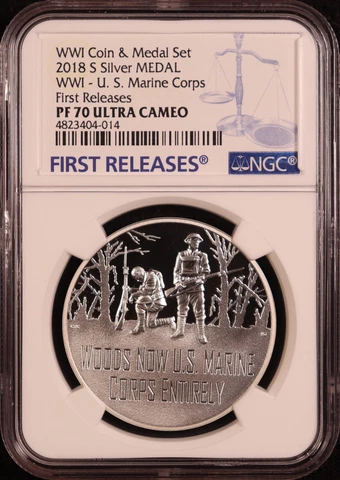 WWI Coin & Medal Set
2018 S Silver MEDAL
WWI - U. S. Marine Corps
First Releases
PF 70 ULTRA CAMEO
4823404-014
FIRST RELEASES®
NGC®
WOODS NOW U.S. MARINE
CORPS ENTIRELY